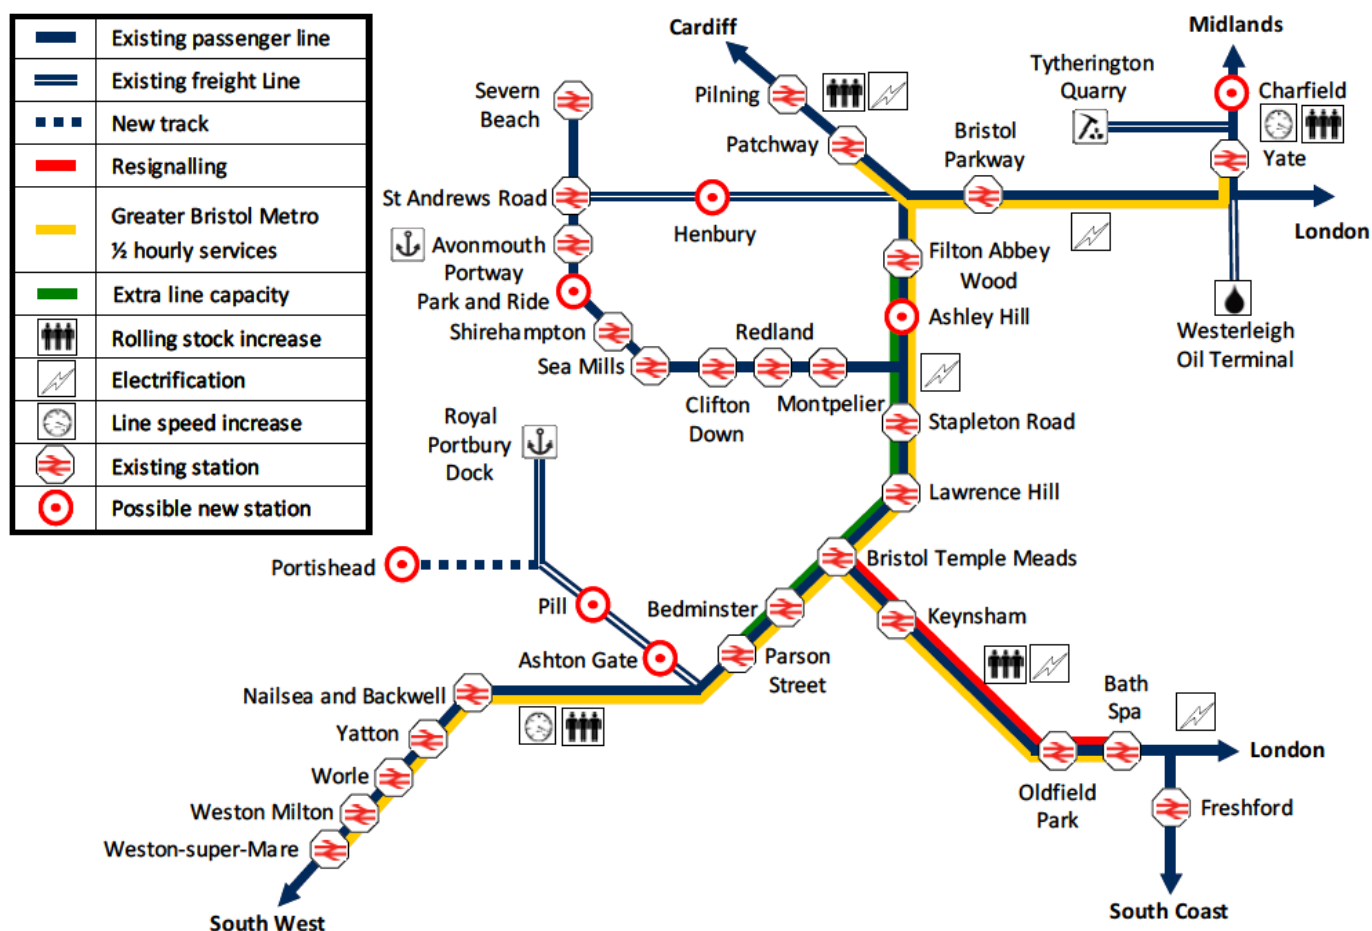 Existing passenger line
Existing freight Line
New track
Resignalling
Greater Bristol Metro
½ hourly services
Extra line capacity
Rolling stock increase
Electrification
Line speed increase
Existing station
Possible new station
Cardiff
Midlands
Severn
Beach
Pilning
Tytherington
Quarry
Charfield
Patchway
Bristol
Parkway
Yate
St Andrews Road
Henbury
London
Avonmouth
Filton Abbey
Wood
Portway
Park and Ride
Ashley Hill
Shirehampton
Redland
Westerleigh
Oil Terminal
Sea Mills
Clifton
Down
Montpelier
Royal
Portbury
Dock
Stapleton Road
Lawrence Hill
Portishead
Bristol Temple Meads
Pill
Bedminster
Keynsham
Ashton Gate
Parson
Street
Nailsea and Backwell
Bath
Spa
Yatton
London
Worle
Oldfield
Park
Freshford
Weston Milton
Weston-super-Mare
South West
South Coast